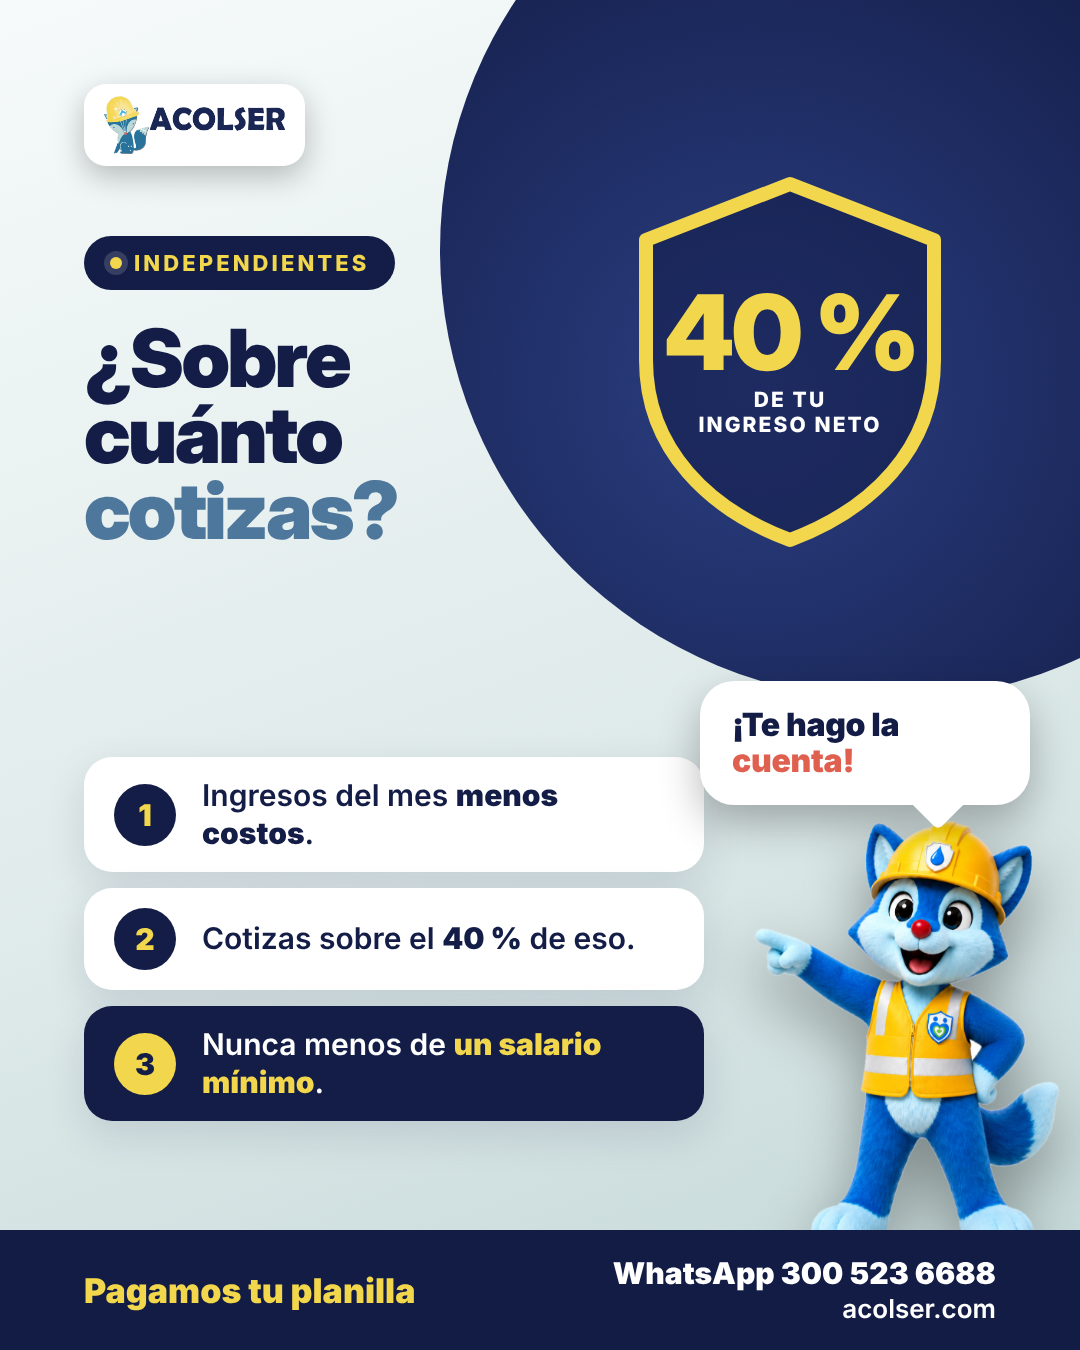 ACOLSER
INDEPENDIENTES
¿Sobre
cuánto
cotizas?
40 %
DE TU
INGRESO NETO
¡Te hago la
cuenta!
1
Ingresos del mes menos
costos.
2
Cotizas sobre el 40 % de eso.
3
Nunca menos de un salario
mínimo.
Pagamos tu planilla
WhatsApp 300 523 6688
acolser.com